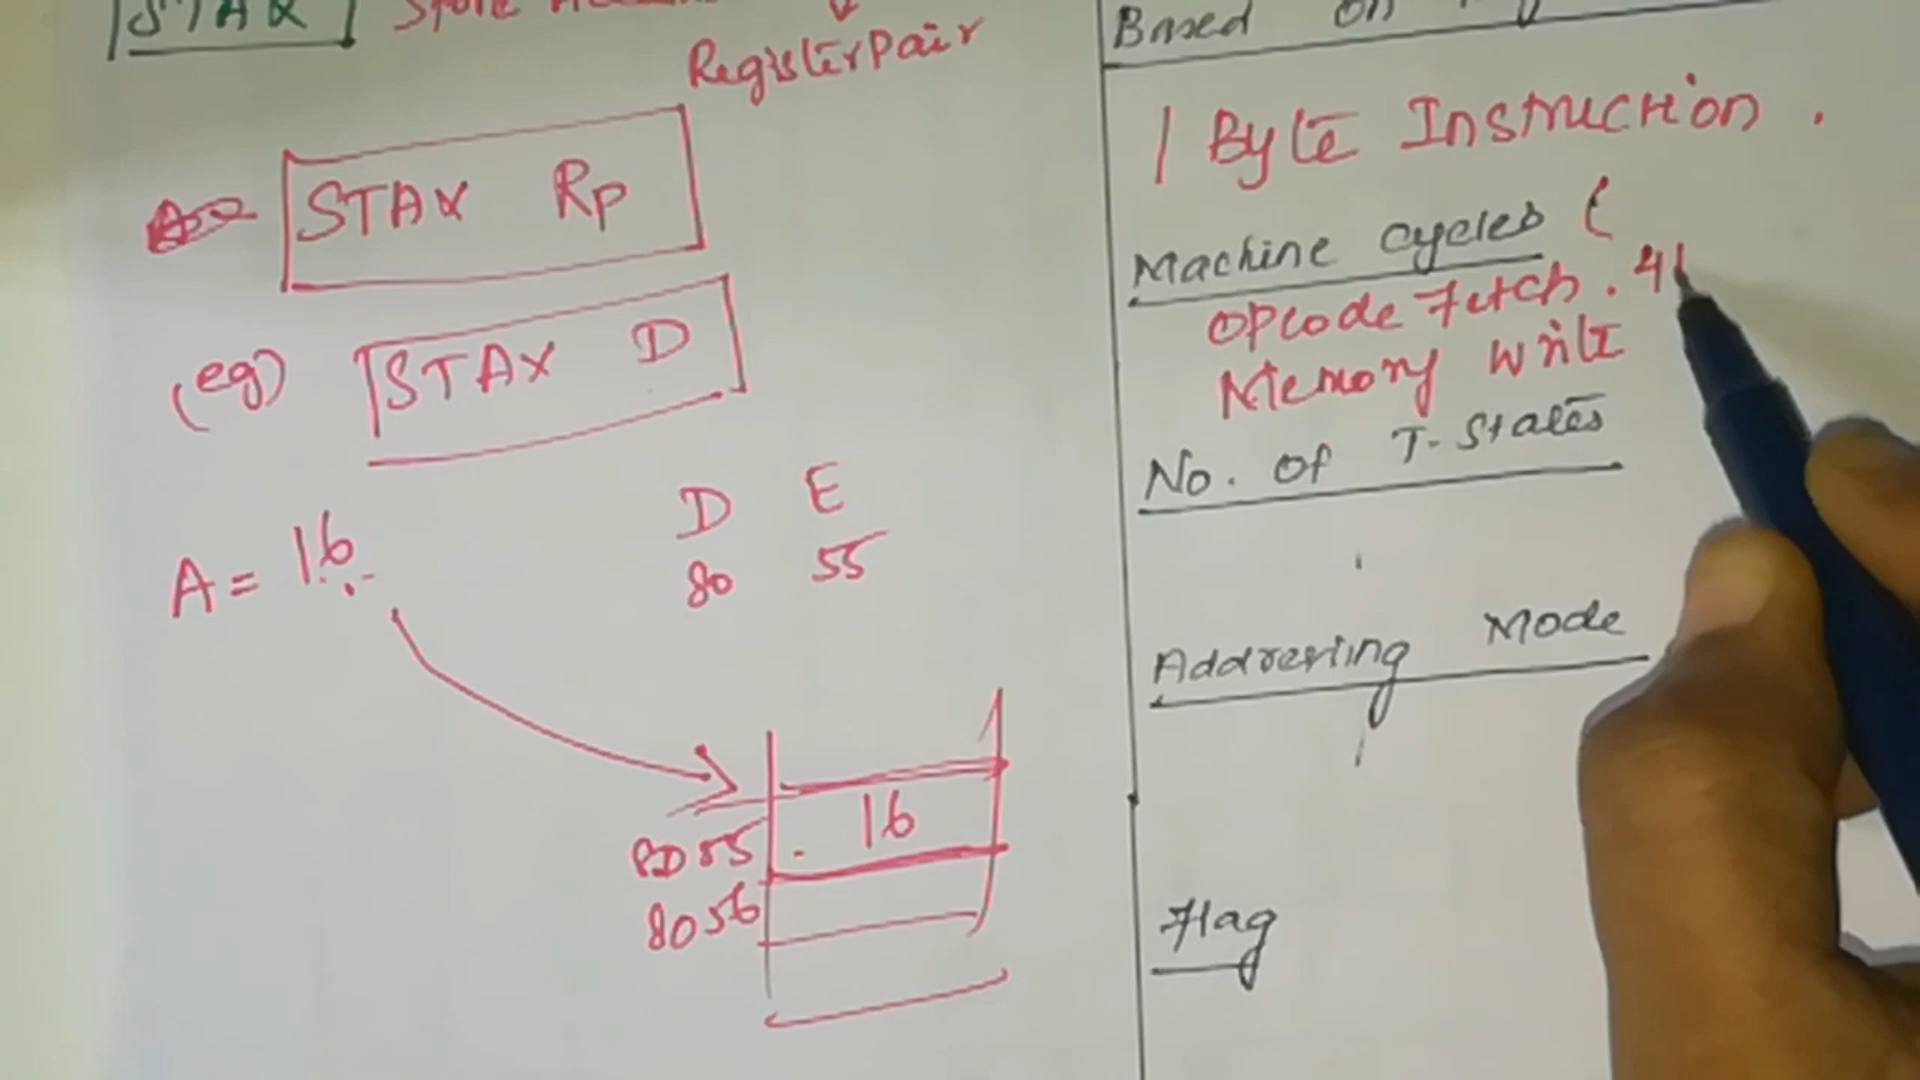 STAX Store
Register Pair
STAX Rp
(eg) STAX D
D E
A = 16 80 55
16
8055
8056
Based on
1 Byte Instruction .
Machine Cycles (
Opcode Fetch . 4
Memory Write
No. Of T-States
Addressing Mode
Flag